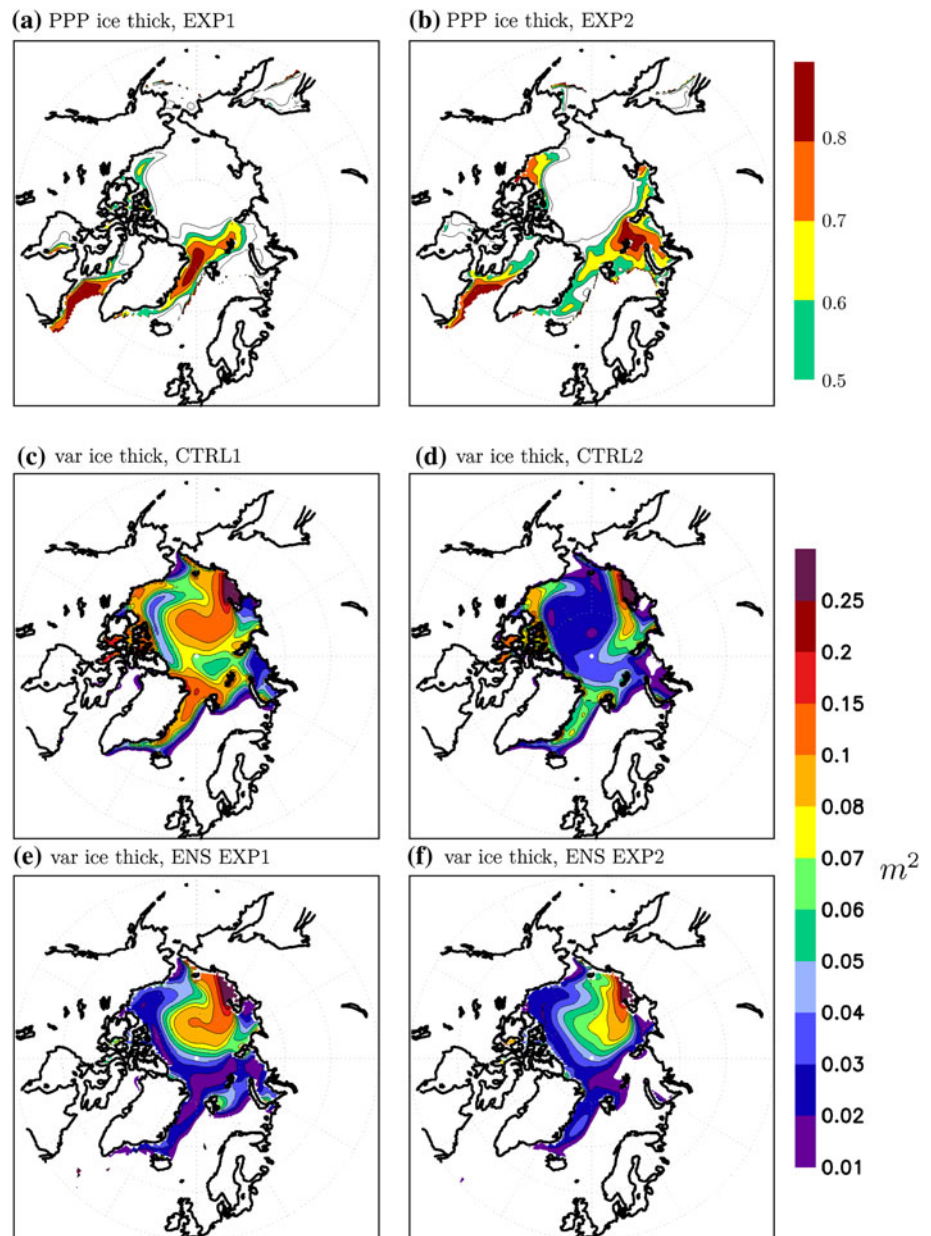 (a) PPP ice thick, EXP1
(b) PPP ice thick, EXP2
0.8
0.7
0.6
0.5
(c) var ice thick, CTRL1
(d) var ice thick, CTRL2
(e) var ice thick, ENS EXP1
(f) var ice thick, ENS EXP2
0.25
0.2
0.15
0.1
0.08
0.07
0.06
0.05
0.04
0.03
0.02
0.01
m²